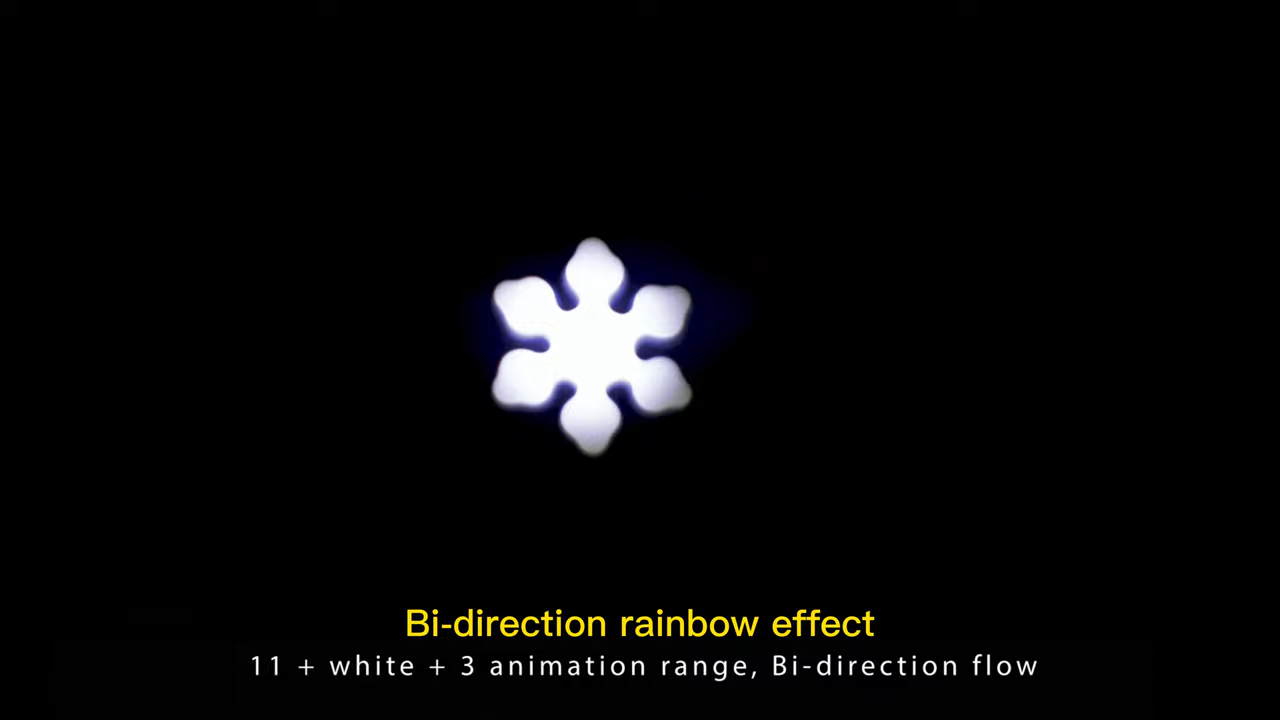 Bi-direction rainbow effect
11 + white + 3 animation range, Bi-direction flow